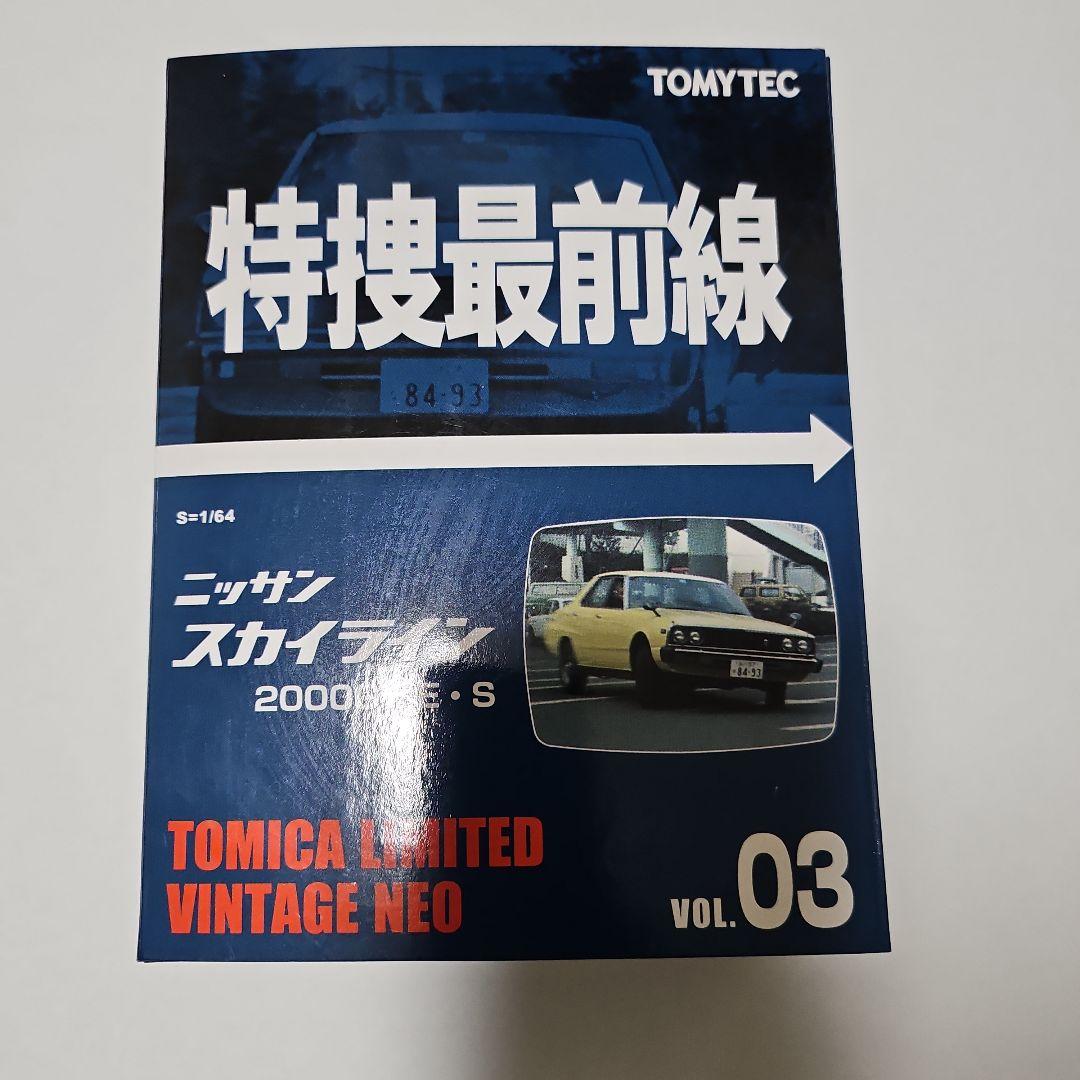 TOMYTEC
特捜最前線
84-93
S=1/64
ニッサン
スカイライン
2000 E・S
84-93
TOMICA LIMITED
VINTAGE NEO
VOL.03